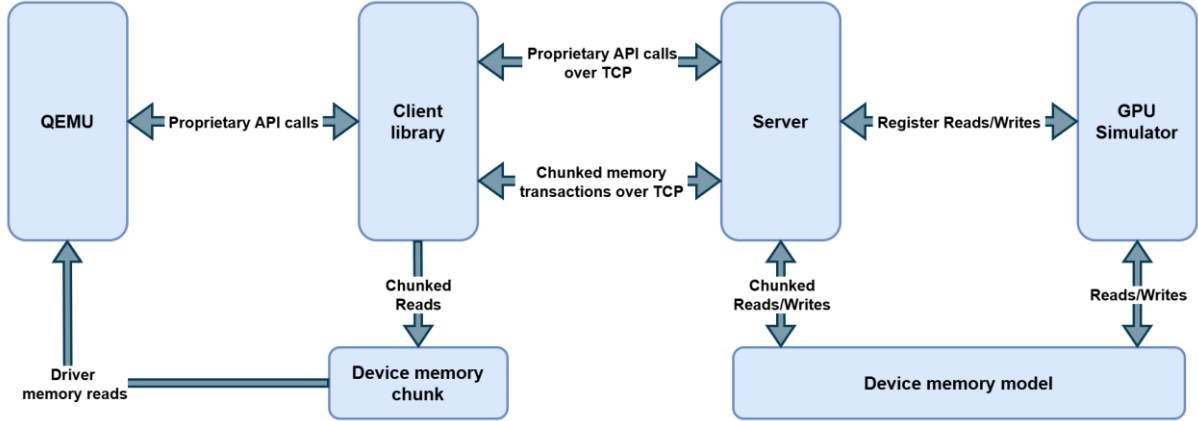 QEMU
Proprietary API calls
Client
library
Proprietary API calls
over TCP
Chunked memory
transactions over TCP
Server
Register Reads/Writes
GPU
Simulator
Chunked
Reads
Chunked
Reads/Writes
Reads/Writes
Driver
memory reads
Device memory
chunk
Device memory model